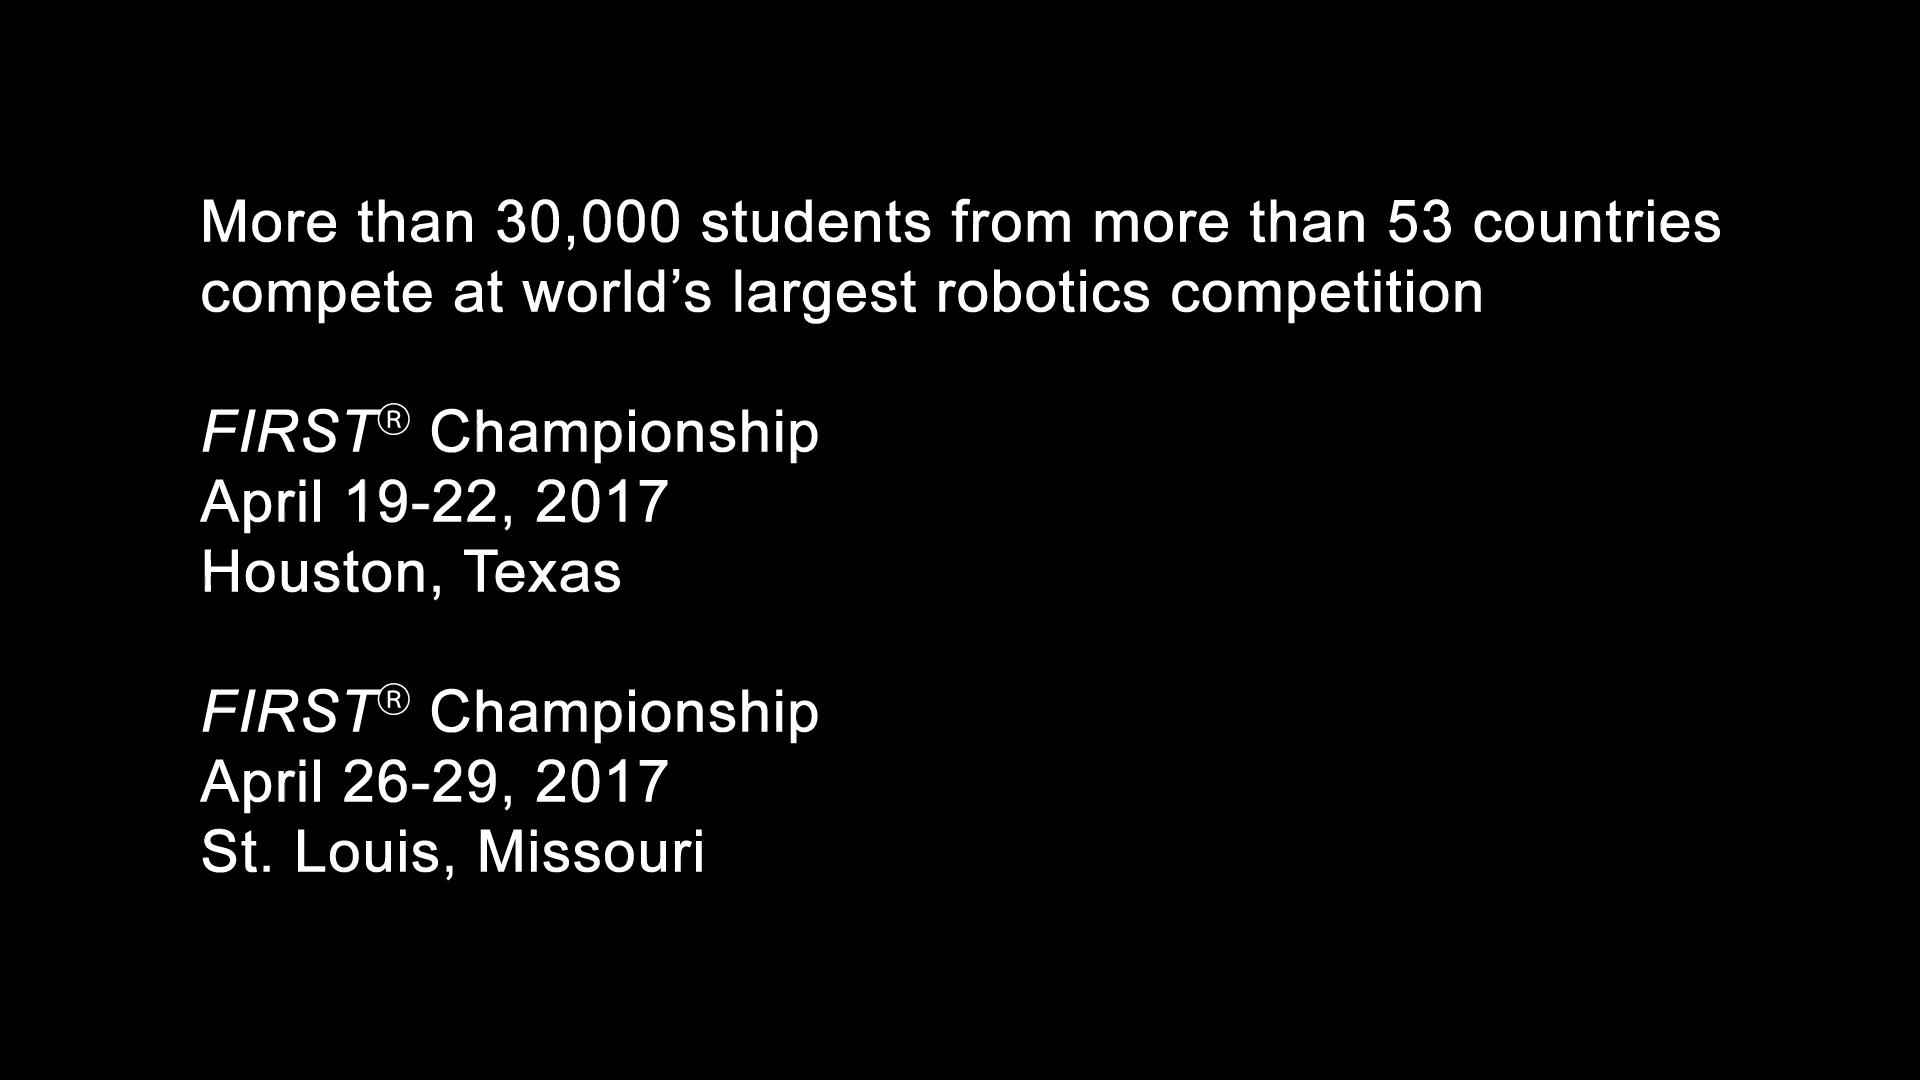 More than 30,000 students from more than 53 countries
compete at world’s largest robotics competition
FIRST® Championship
April 19-22, 2017
Houston, Texas
FIRST® Championship
April 26-29, 2017
St. Louis, Missouri